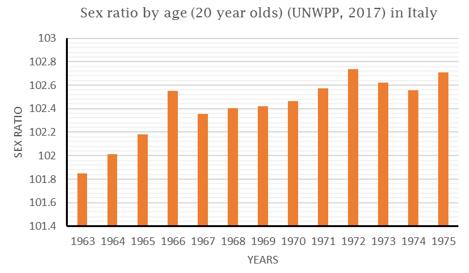 Sex ratio by age (20 year olds) (UNWPP, 2017) in Italy
103
102.8
102.6
102.4
102.2
102
101.8
101.6
101.4
SEX RATIO
1963 1964 1965 1966 1967 1968 1969 1970 1971 1972 1973 1974 1975
YEARS